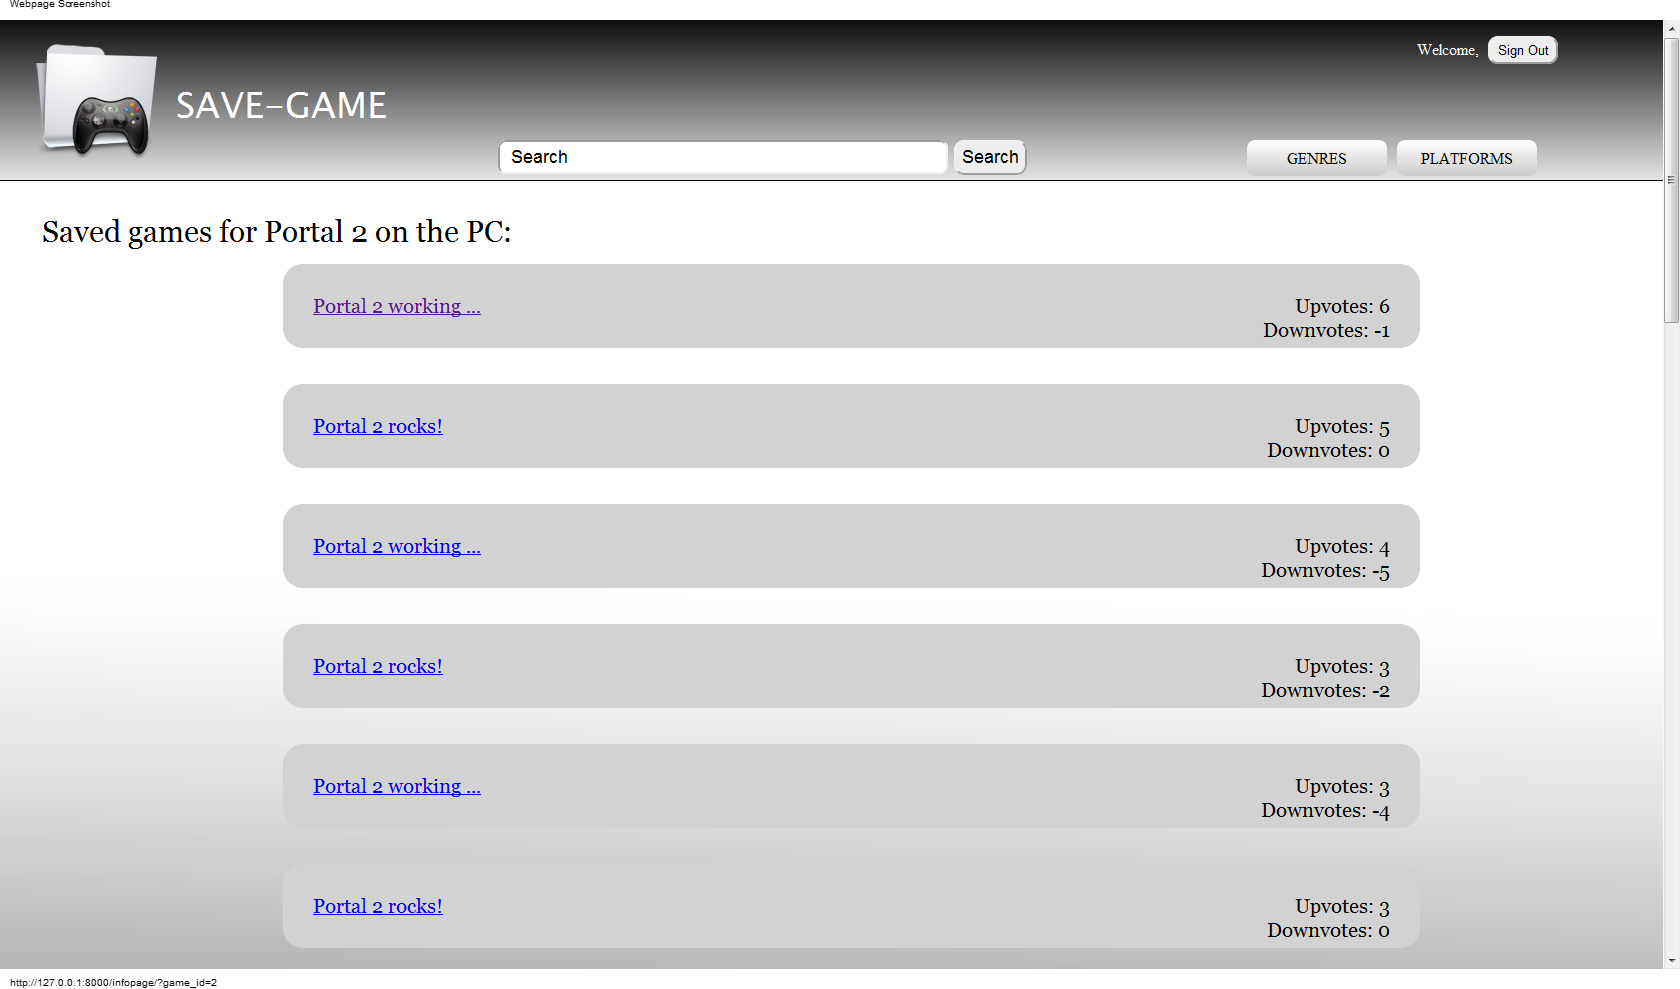 Webpage Screenshot
Welcome, Sign Out
SAVE-GAME
Search Search GENRES PLATFORMS
Saved games for Portal 2 on the PC:
Portal 2 working ... Upvotes: 6
Downvotes: -1
Portal 2 rocks! Upvotes: 5
Downvotes: 0
Portal 2 working ... Upvotes: 4
Downvotes: -5
Portal 2 rocks! Upvotes: 3
Downvotes: -2
Portal 2 working ... Upvotes: 3
Downvotes: -4
Portal 2 rocks! Upvotes: 3
Downvotes: 0
http://127.0.0.1:8000/infopage/?game_id=2